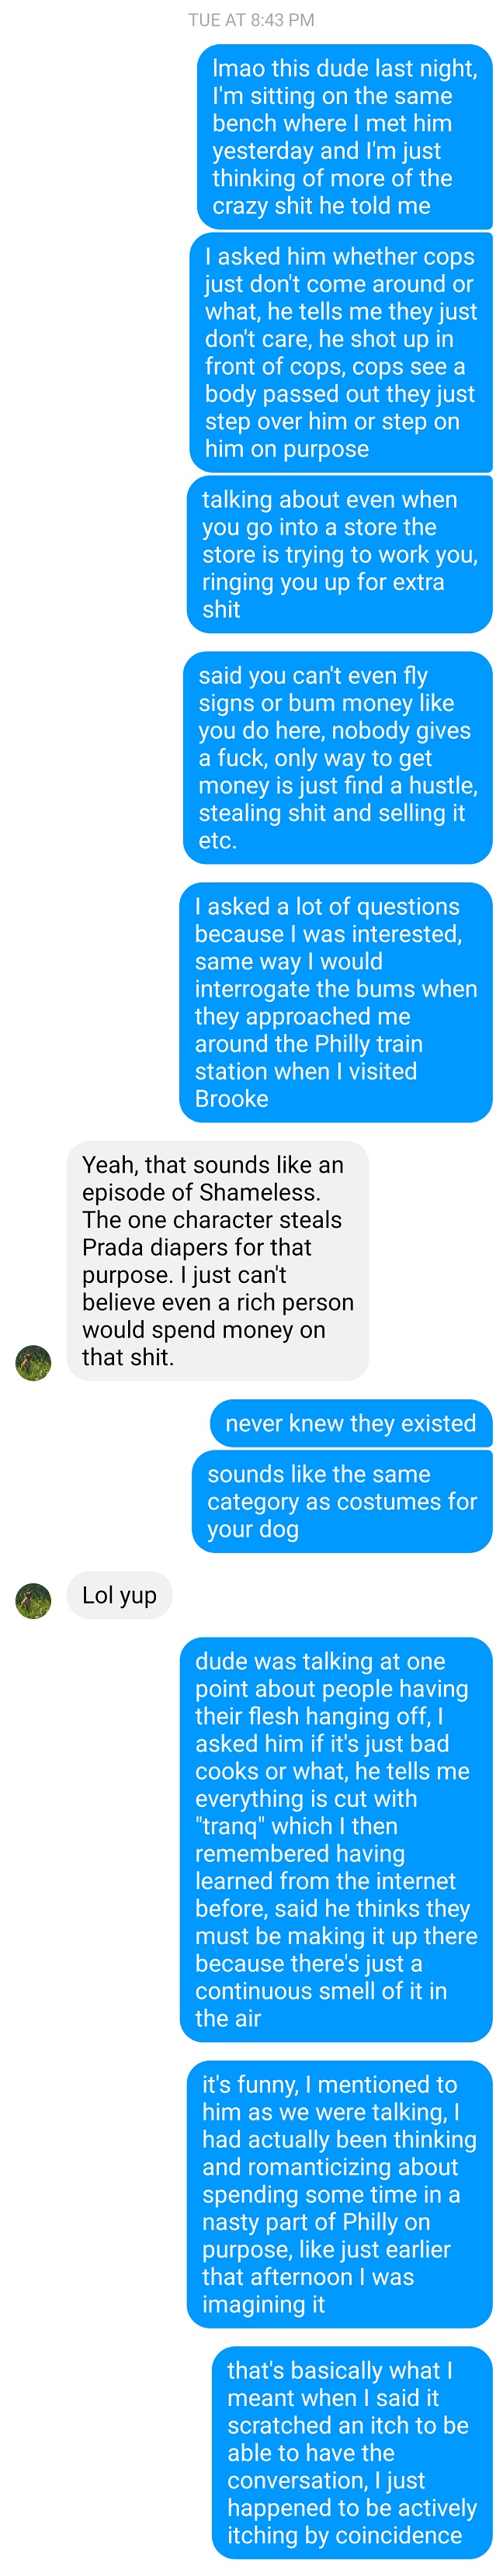 TUE AT 8:43 PM
lmao this dude last night,
I'm sitting on the same
bench where I met him
yesterday and I'm just
thinking of more of the
crazy shit he told me
I asked him whether cops
just don't come around or
what, he tells me they just
don't care, he shot up in
front of cops, cops see a
body passed out they just
step over him or step on
him on purpose
talking about even when
you go into a store the
store is trying to work you,
ringing you up for extra
shit
said you can't even fly
signs or bum money like
you do here, nobody gives
a fuck, only way to get
money is just find a hustle,
stealing shit and selling it
etc.
I asked a lot of questions
because I was interested,
same way I would
interrogate the bums when
they approached me
around the Philly train
station when I visited
Brooke
Yeah, that sounds like an
episode of Shameless.
The one character steals
Prada diapers for that
purpose. I just can't
believe even a rich person
would spend money on
that shit.
never knew they existed
sounds like the same
category as costumes for
your dog
Lol yup
dude was talking at one
point about people having
their flesh hanging off, I
asked him if it's just bad
cooks or what, he tells me
everything is cut with
"tranq" which I then
remembered having
learned from the internet
before, said he thinks they
must be making it up there
because there's just a
continuous smell of it in
the air
it's funny, I mentioned to
him as we were talking, I
had actually been thinking
and romanticizing about
spending some time in a
nasty part of Philly on
purpose, like just earlier
that afternoon I was
imagining it
that's basically what I
meant when I said it
scratched an itch to be
able to have the
conversation, I just
happened to be actively
itching by coincidence